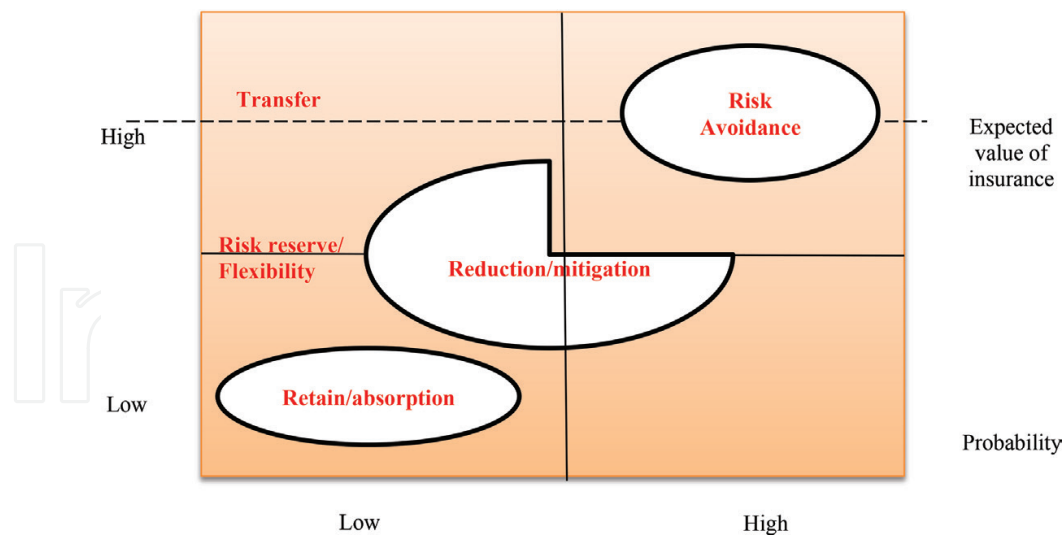 Transfer
Risk
Avoidance
High
Expected
value of
insurance
Risk reserve/
Flexibility
Reduction/mitigation
Retain/absorption
Low
Probability
Low
High